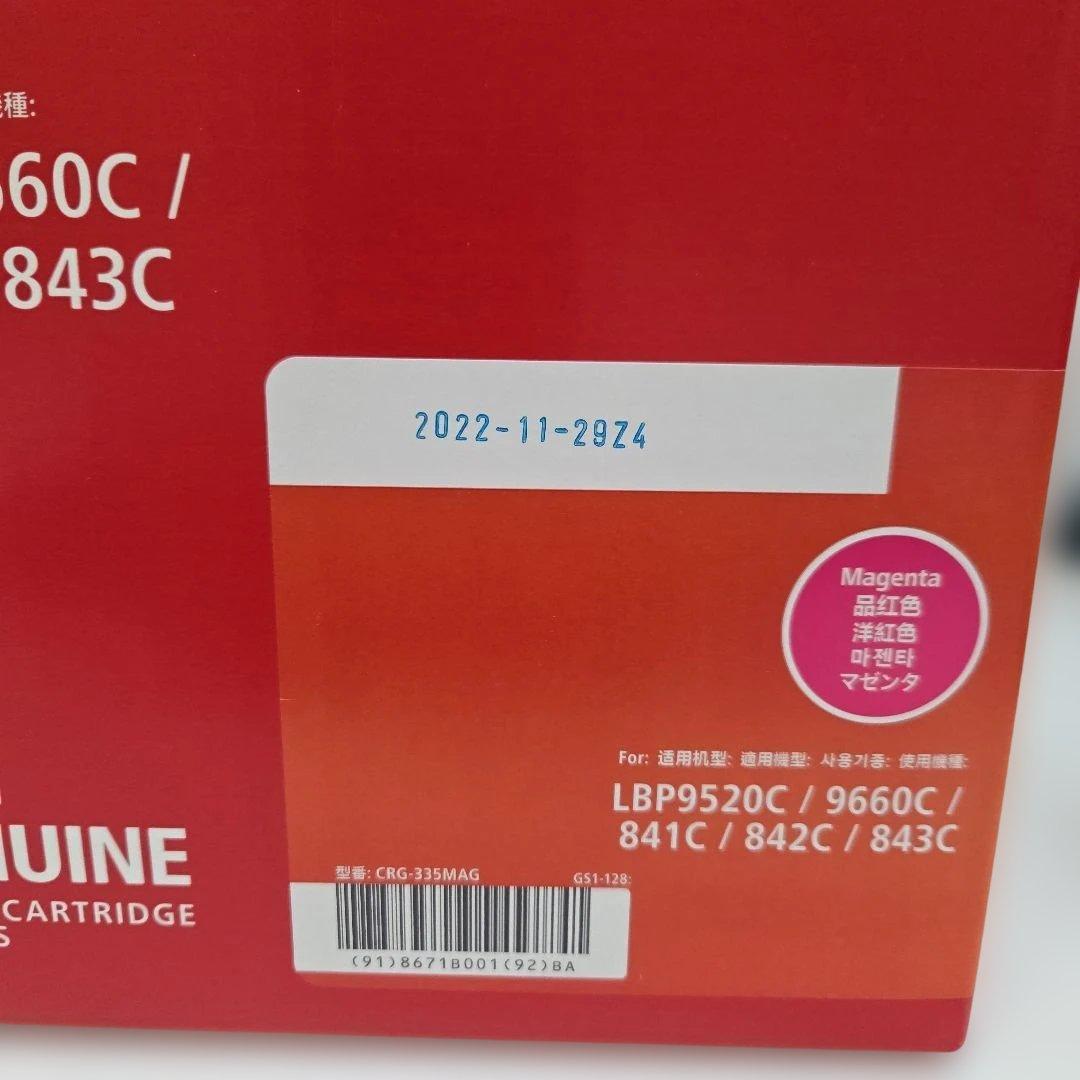 種:
660C /
843C
2022-11-29Z4
Magenta
品红色
洋紅色
마젠타
マゼンタ
For: 适用机型: 適用機型: 사용기종: 使用機種:
LBP9520C / 9660C /
841C / 842C / 843C
NUINE
CARTRIDGE
S
型番: CRG-335MAG
GS1-128:
(91)8671B001(92)BA